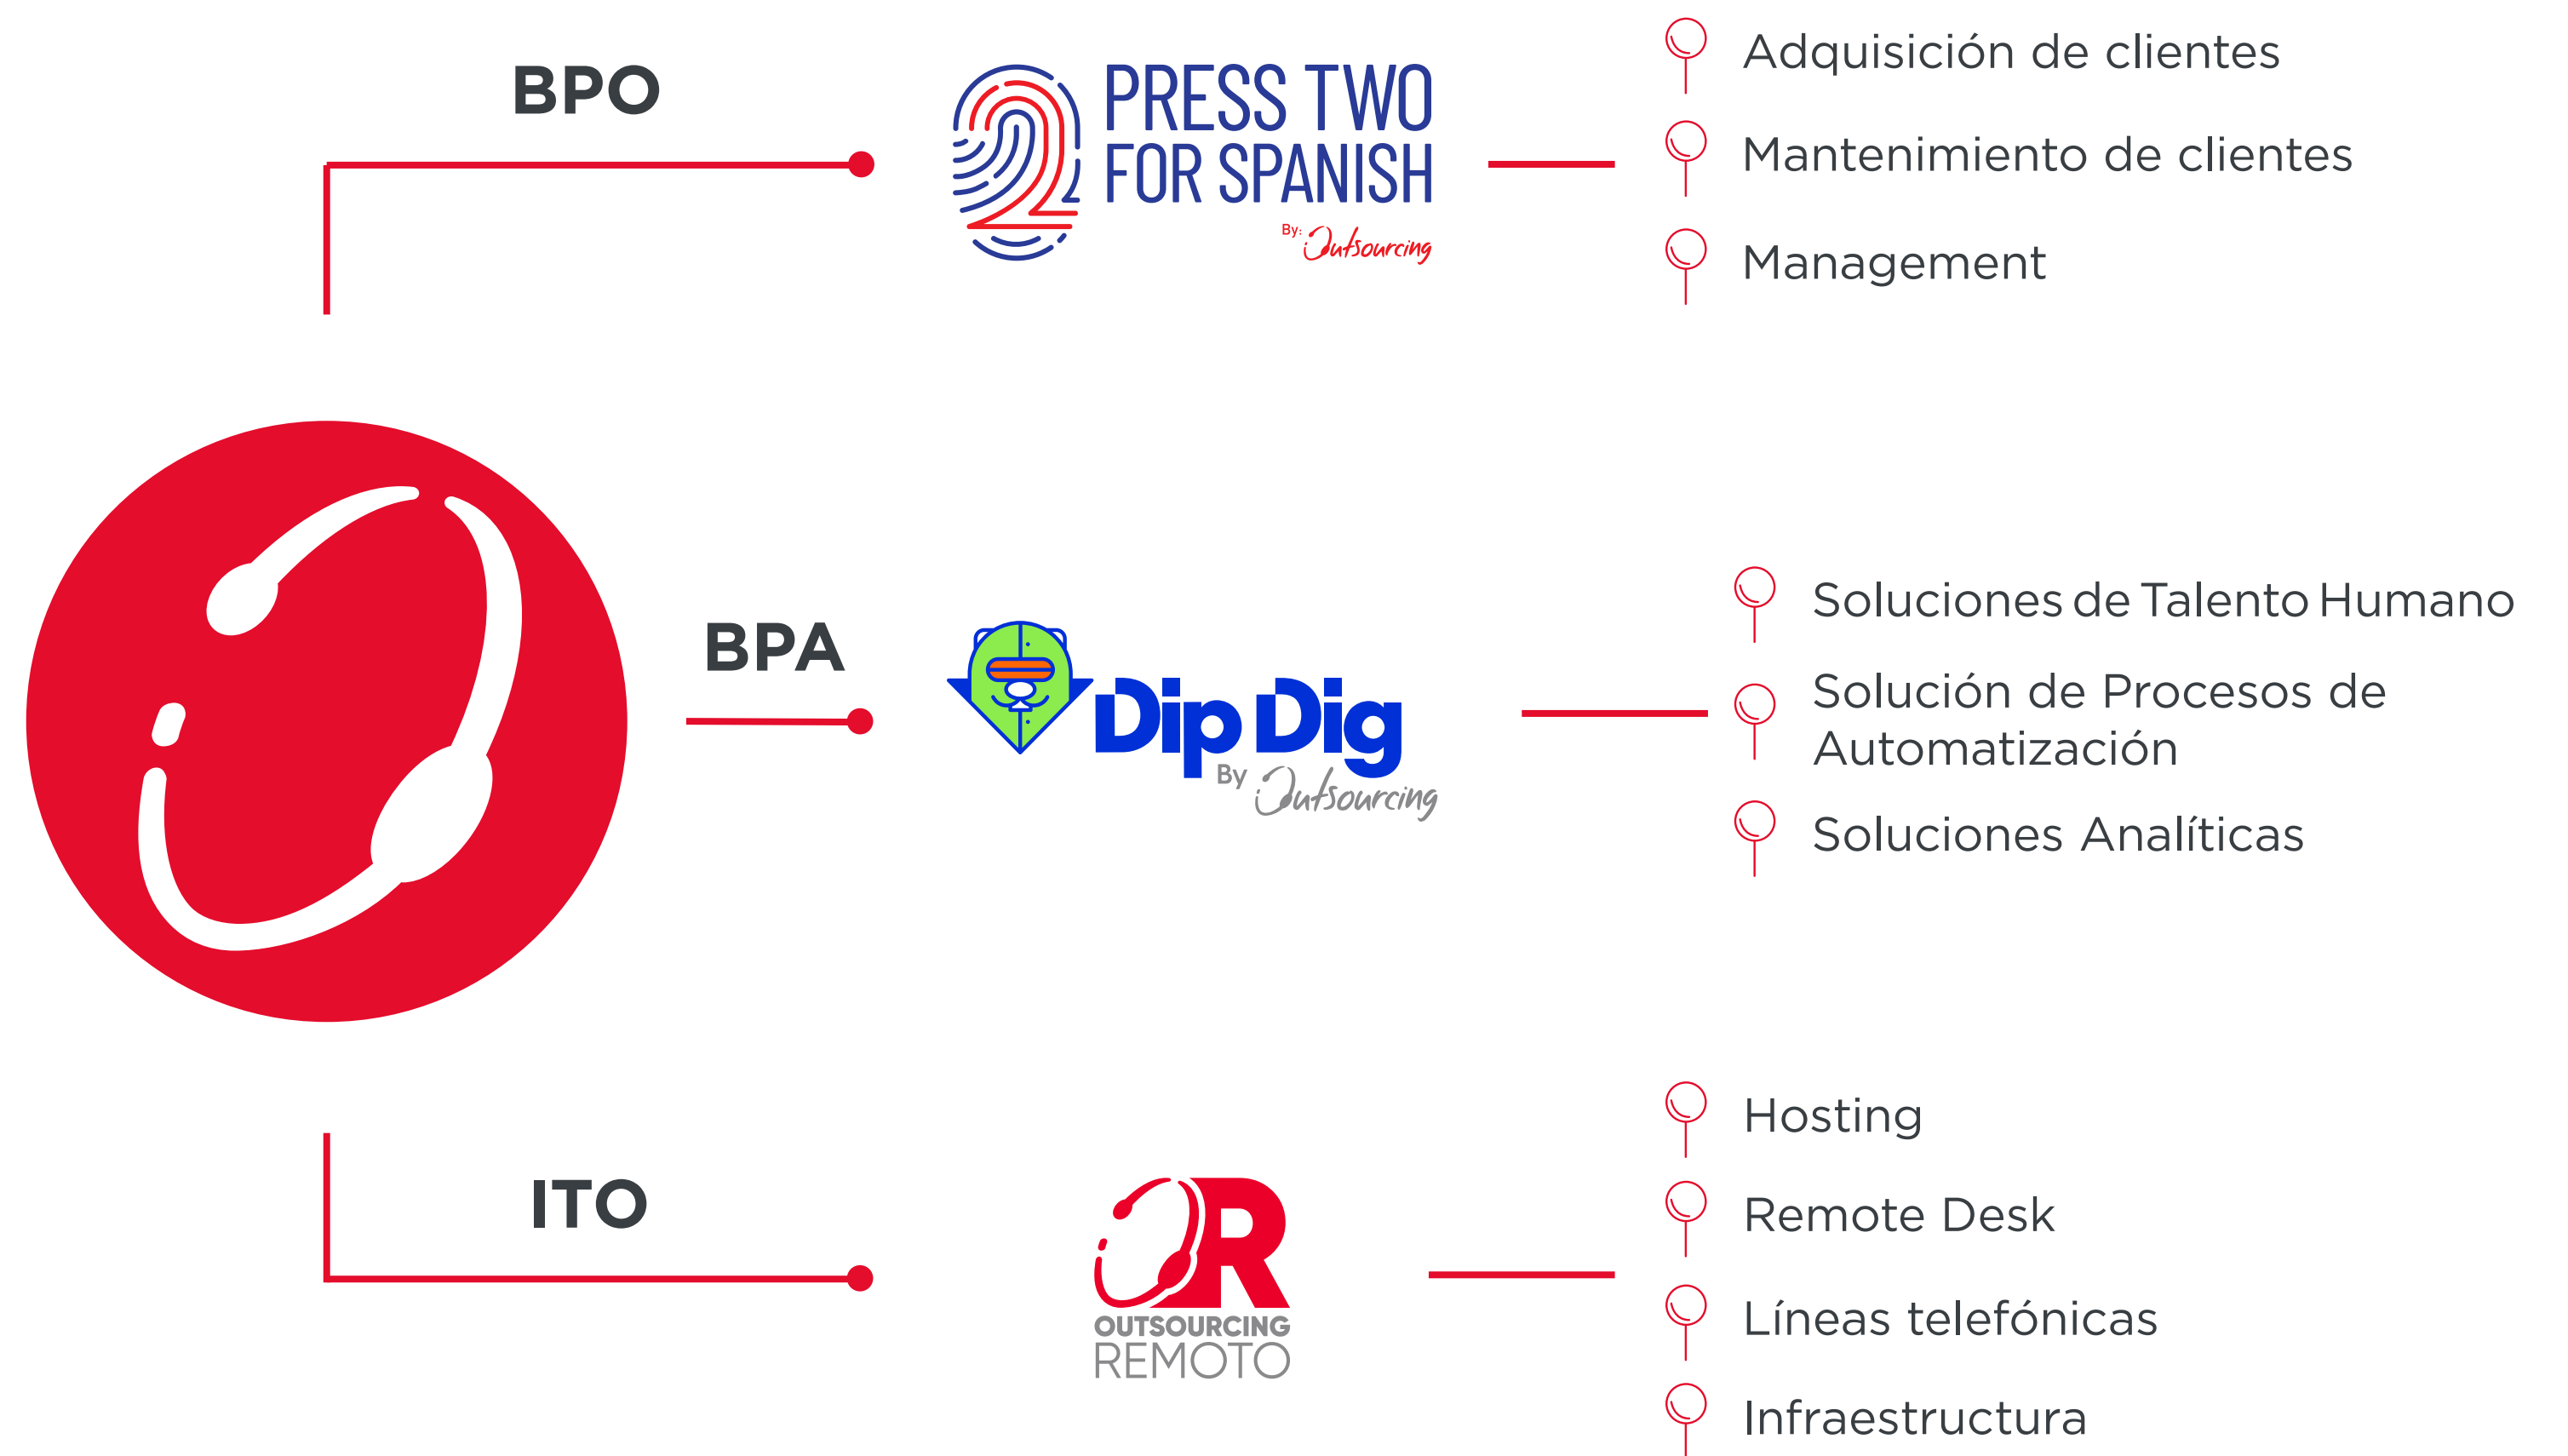 BPO
PRESS TWO
FOR SPANISH
By: Outsourcing
Adquisición de clientes
Mantenimiento de clientes
Management
BPA
Dip Dig
By Outsourcing
Soluciones de Talento Humano
Solución de Procesos de
Automatización
Soluciones Analíticas
ITO
R
OUTSOURCING
REMOTO
Hosting
Remote Desk
Líneas telefónicas
Infraestructura